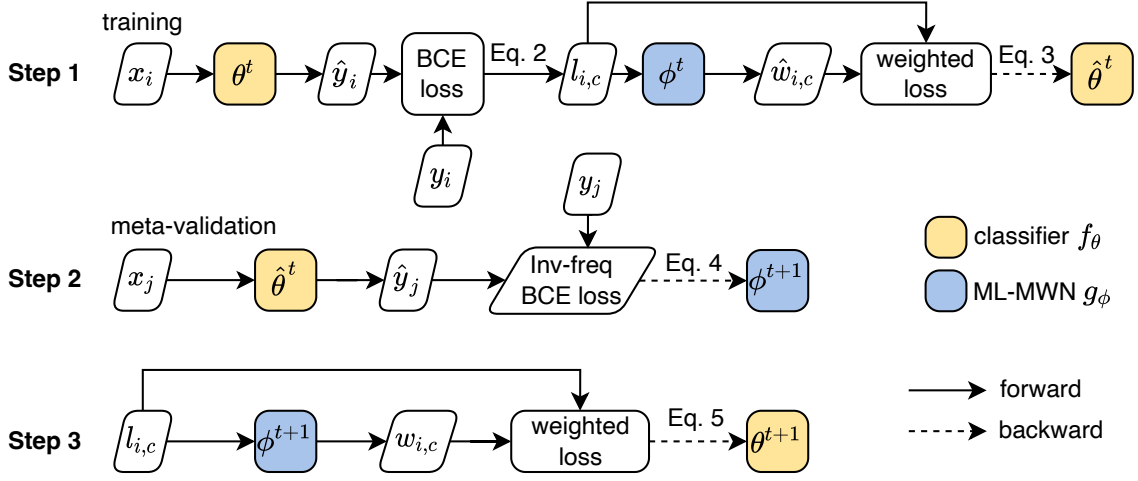 training
Step 1
x_i
θ^t
ŷ_i
BCE
loss
Eq. 2
l_{i,c}
ϕ^t
ŵ_{i,c}
weighted
loss
Eq. 3
θ̂^t
y_i
y_j
meta-validation
Step 2
x_j
θ̂^t
ŷ_j
Inv-freq
BCE loss
Eq. 4
ϕ^{t+1}
classifier f_θ
ML-MWN g_ϕ
Step 3
l_{i,c}
ϕ^{t+1}
w_{i,c}
weighted
loss
Eq. 5
θ^{t+1}
forward
backward